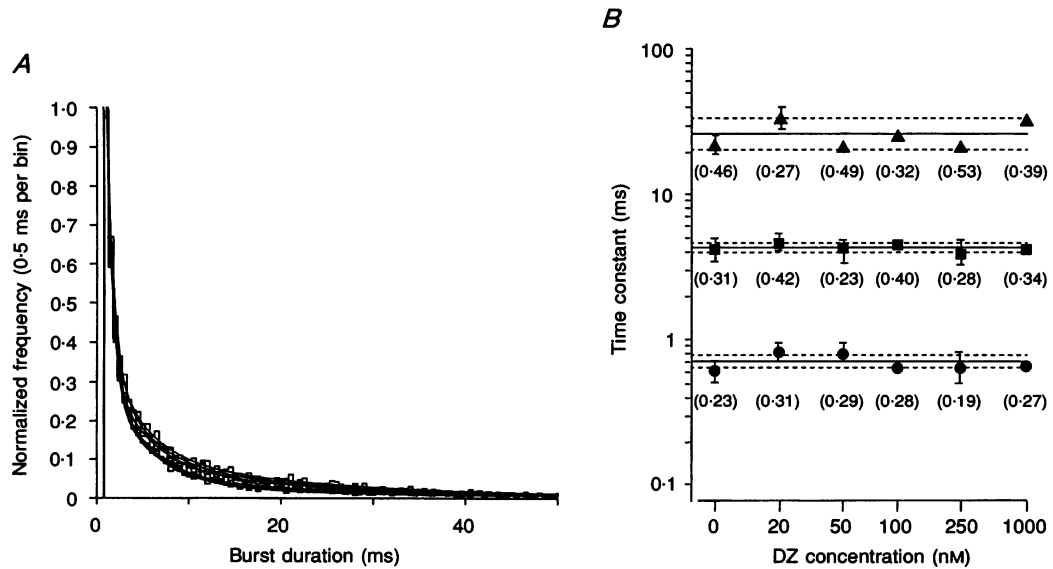 A
Normalized frequency (0·5 ms per bin)
1·0
0·9
0·8
0·7
0·6
0·5
0·4
0·3
0·2
0·1
0
0
20
40
Burst duration (ms)
B
Time constant (ms)
100
10
1
0·1
(0·46) (0·27) (0·49) (0·32) (0·53) (0·39)
(0·31) (0·42) (0·23) (0·40) (0·28) (0·34)
(0·23) (0·31) (0·29) (0·28) (0·19) (0·27)
0 20 50 100 250 1000
DZ concentration (nM)